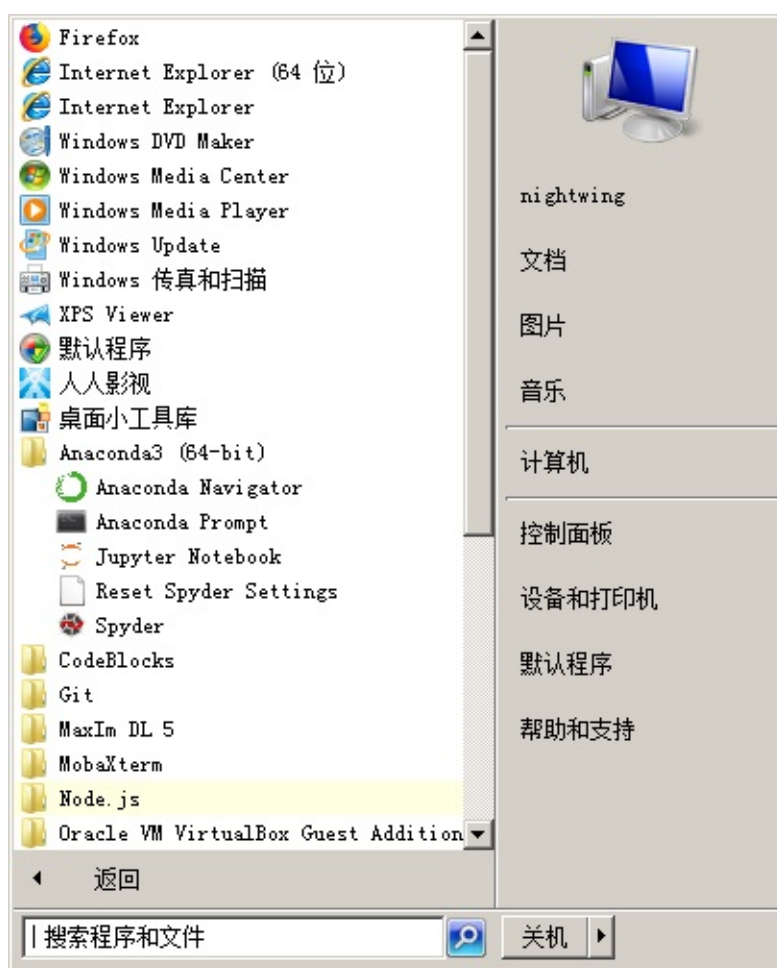 Firefox
Internet Explorer (64 位)
Internet Explorer
Windows DVD Maker
Windows Media Center
Windows Media Player
Windows Update
Windows 传真和扫描
XPS Viewer
默认程序
人人影视
桌面小工具库
Anaconda3 (64-bit)
Anaconda Navigator
Anaconda Prompt
Jupyter Notebook
Reset Spyder Settings
Spyder
CodeBlocks
Git
MaxIm DL 5
MobaXterm
Node.js
Oracle VM VirtualBox Guest Addition
返回
搜索程序和文件
nightwing
文档
图片
音乐
计算机
控制面板
设备和打印机
默认程序
帮助和支持
关机